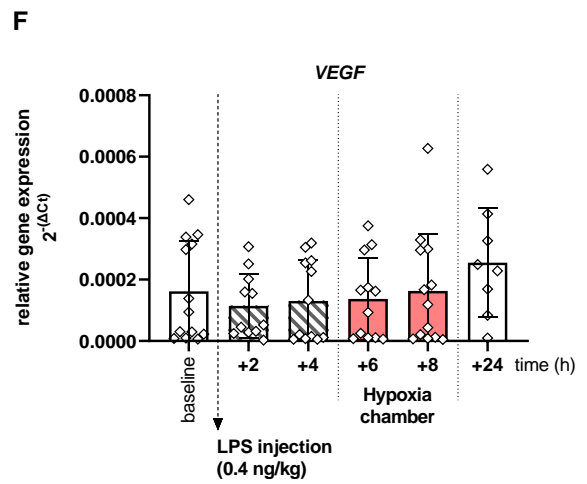 F
VEGF
relative gene expression
2^-(ΔCt)
0.0008
0.0006
0.0004
0.0002
0.0000
baseline
+2
+4
+6
+8
+24
time (h)
Hypoxia
chamber
LPS injection
(0.4 ng/kg)